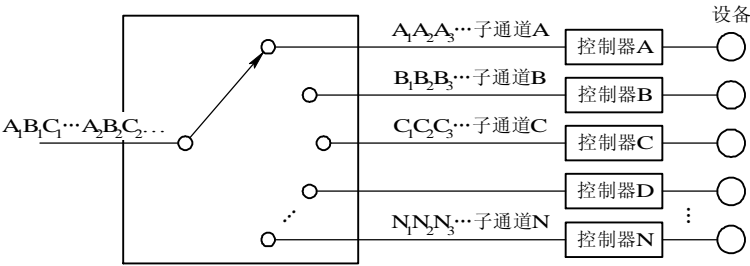 设备
A₁A₂A₃…子通道A
控制器A
B₁B₂B₃…子通道B
控制器B
A₁B₁C₁…A₂B₂C₂…
C₁C₂C₃…子通道C
控制器C
控制器D
…
⋮
N₁N₂N₃…子通道N
控制器N